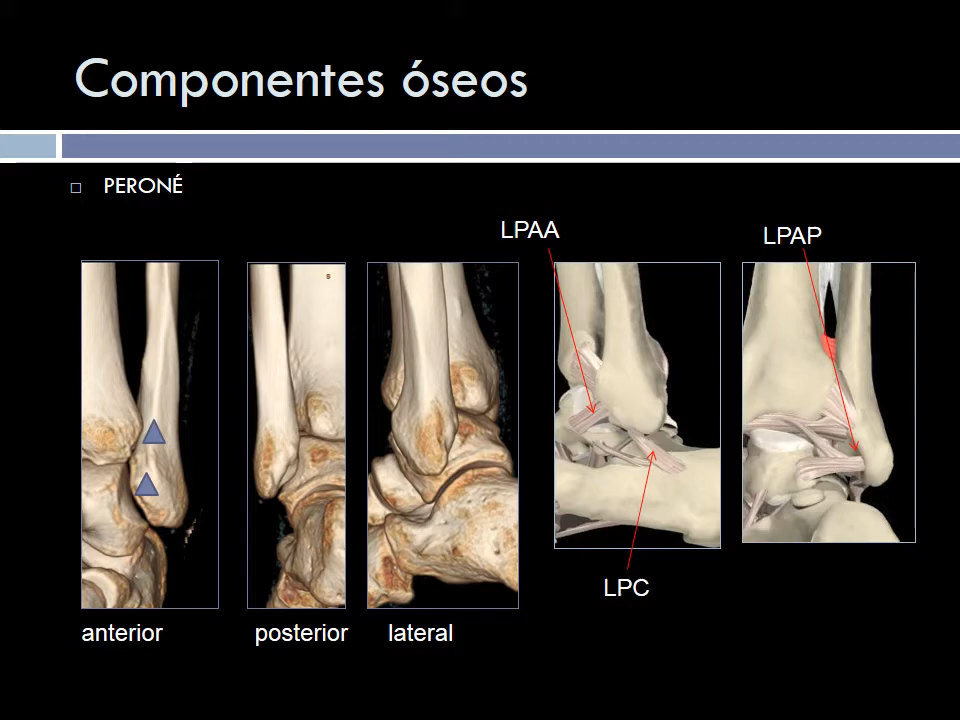 Componentes óseos
PERONÉ
LPAA
LPAP
s
LPC
anterior
posterior
lateral